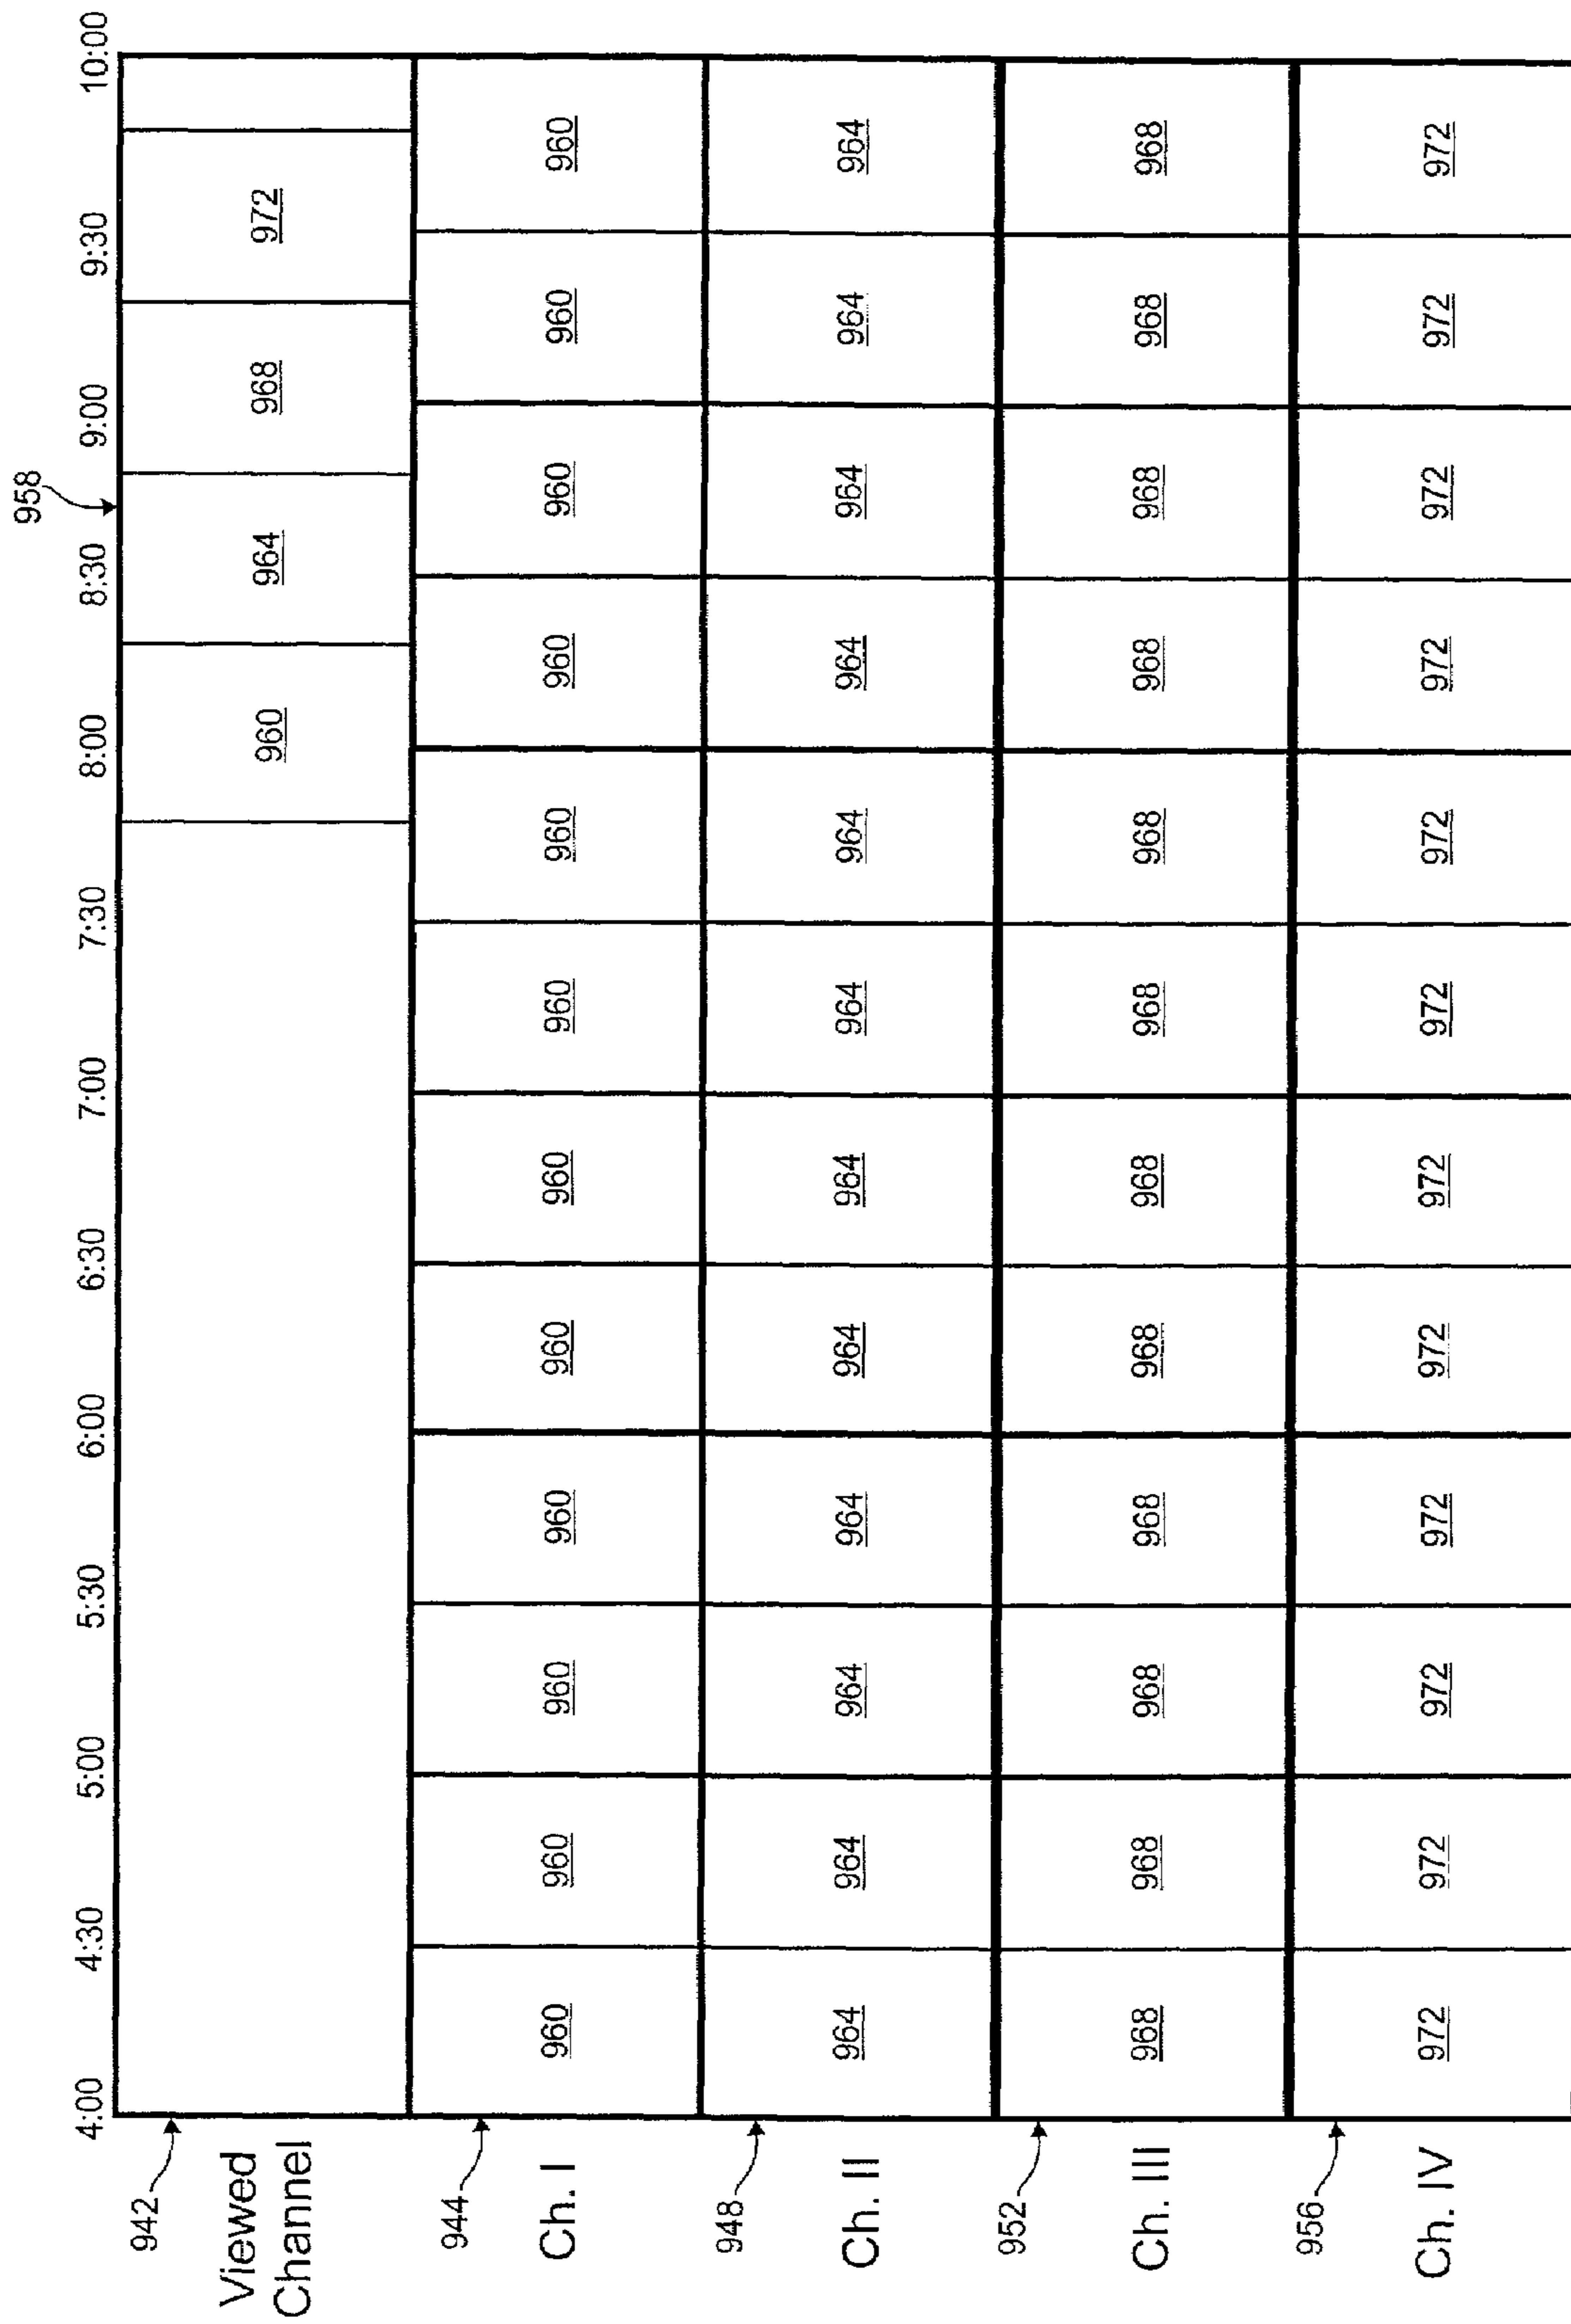 958
4:00 4:30 5:00 5:30 6:00 6:30 7:00 7:30 8:00 8:30 9:00 9:30 10:00
942
Viewed
Channel
960 964 968 972
944
Ch. I
960 960 960 960 960 960 960 960 960 960 960 960
948
Ch. II
964 964 964 964 964 964 964 964 964 964 964 964
952
Ch. III
968 968 968 968 968 968 968 968 968 968 968 968
956
Ch. IV
972 972 972 972 972 972 972 972 972 972 972 972